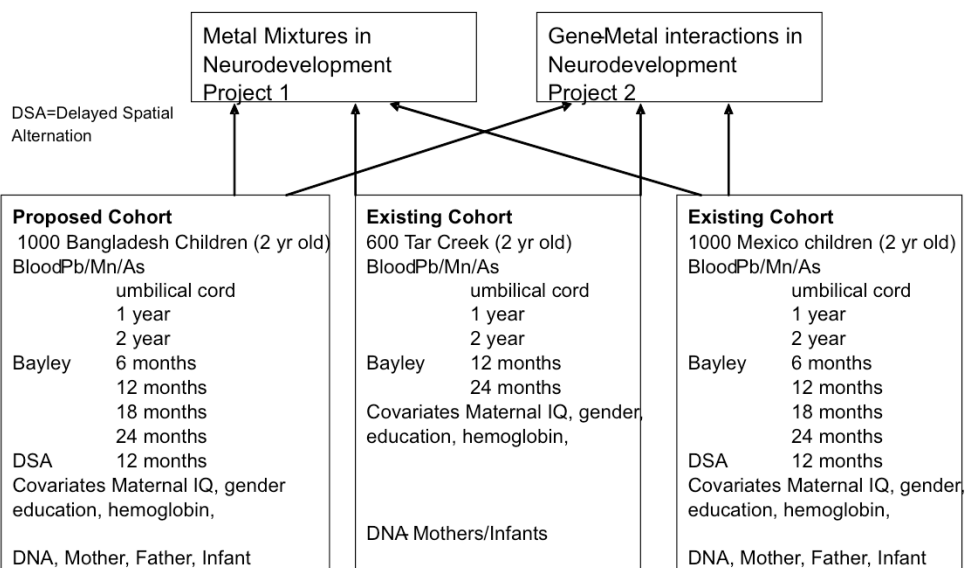 Metal Mixtures in
Neurodevelopment
Project 1
Gene-Metal interactions in
Neurodevelopment
Project 2
DSA=Delayed Spatial
Alternation
Proposed Cohort
1000 Bangladesh Children (2 yr old)
BloodPb/Mn/As
umbilical cord
1 year
2 year
Bayley 6 months
12 months
18 months
24 months
DSA 12 months
Covariates Maternal IQ, gender
education, hemoglobin,
DNA, Mother, Father, Infant
Existing Cohort
600 Tar Creek (2 yr old)
BloodPb/Mn/As
umbilical cord
1 year
2 year
Bayley 12 months
24 months
Covariates Maternal IQ, gender,
education, hemoglobin,
DNA- Mothers/Infants
Existing Cohort
1000 Mexico children (2 yr old)
BloodPb/Mn/As
umbilical cord
1 year
2 year
Bayley 6 months
12 months
18 months
24 months
DSA 12 months
Covariates Maternal IQ, gender,
education, hemoglobin,
DNA, Mother, Father, Infant